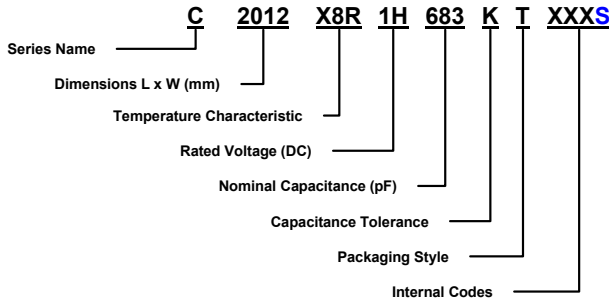 C 2012 X8R 1H 683 K T XXXS
Series Name
Dimensions L x W (mm)
Temperature Characteristic
Rated Voltage (DC)
Nominal Capacitance (pF)
Capacitance Tolerance
Packaging Style
Internal Codes